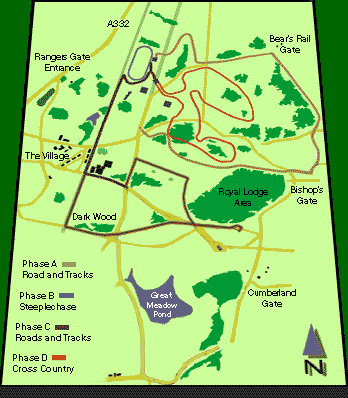 A332
Bear's Rail
Gate
Rangers Gate
Entrance
The Village
Royal Lodge
Area
Bishop's
Gate
Dark Wood
Phase A
Road and Tracks
Phase B
Steeplechase
Great
Meadow
Pond
Cumberland
Gate
Phase C
Roads and Tracks
Phase D
Cross Country
N